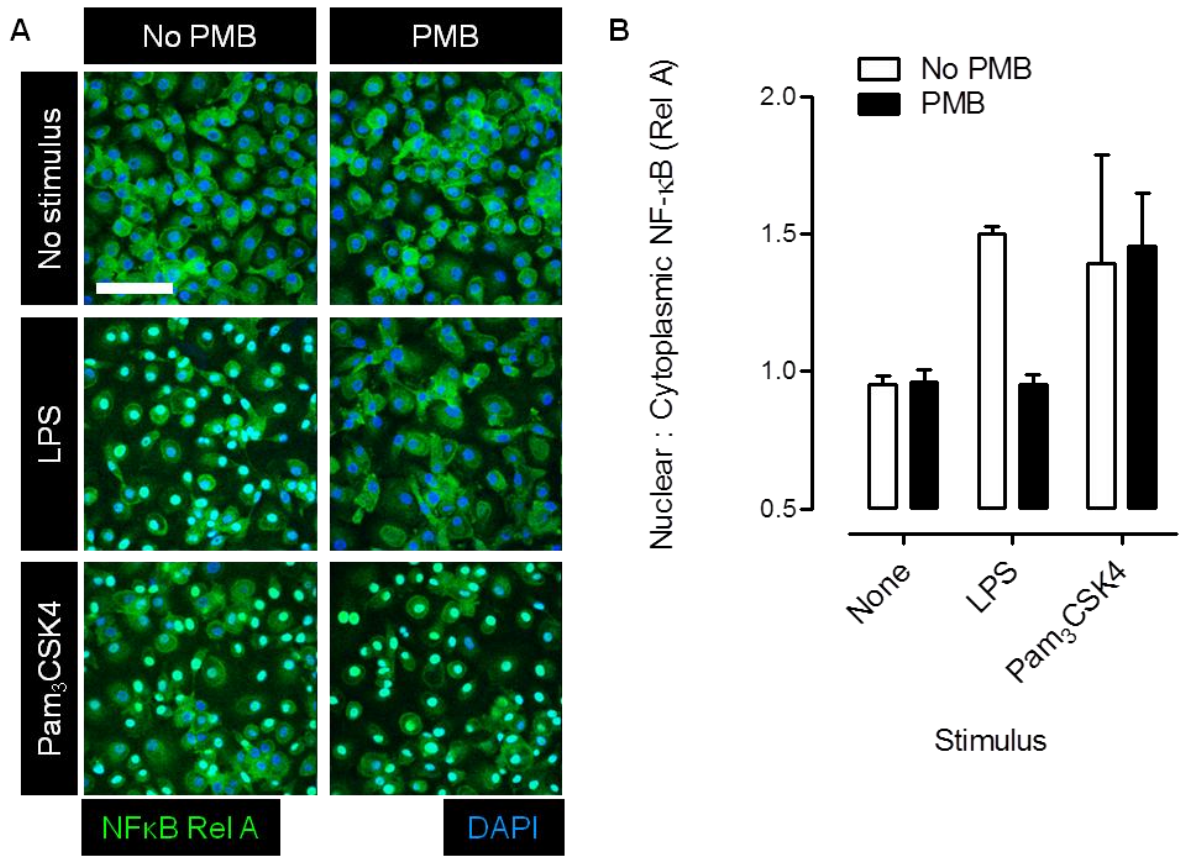 A
No PMB
PMB
No stimulus
LPS
Pam₃CSK4
NFκB Rel A
DAPI
B
No PMB
PMB
Nuclear : Cytoplasmic NF-κB (Rel A)
2.0
1.5
1.0
0.5
None
LPS
Pam₃CSK4
Stimulus